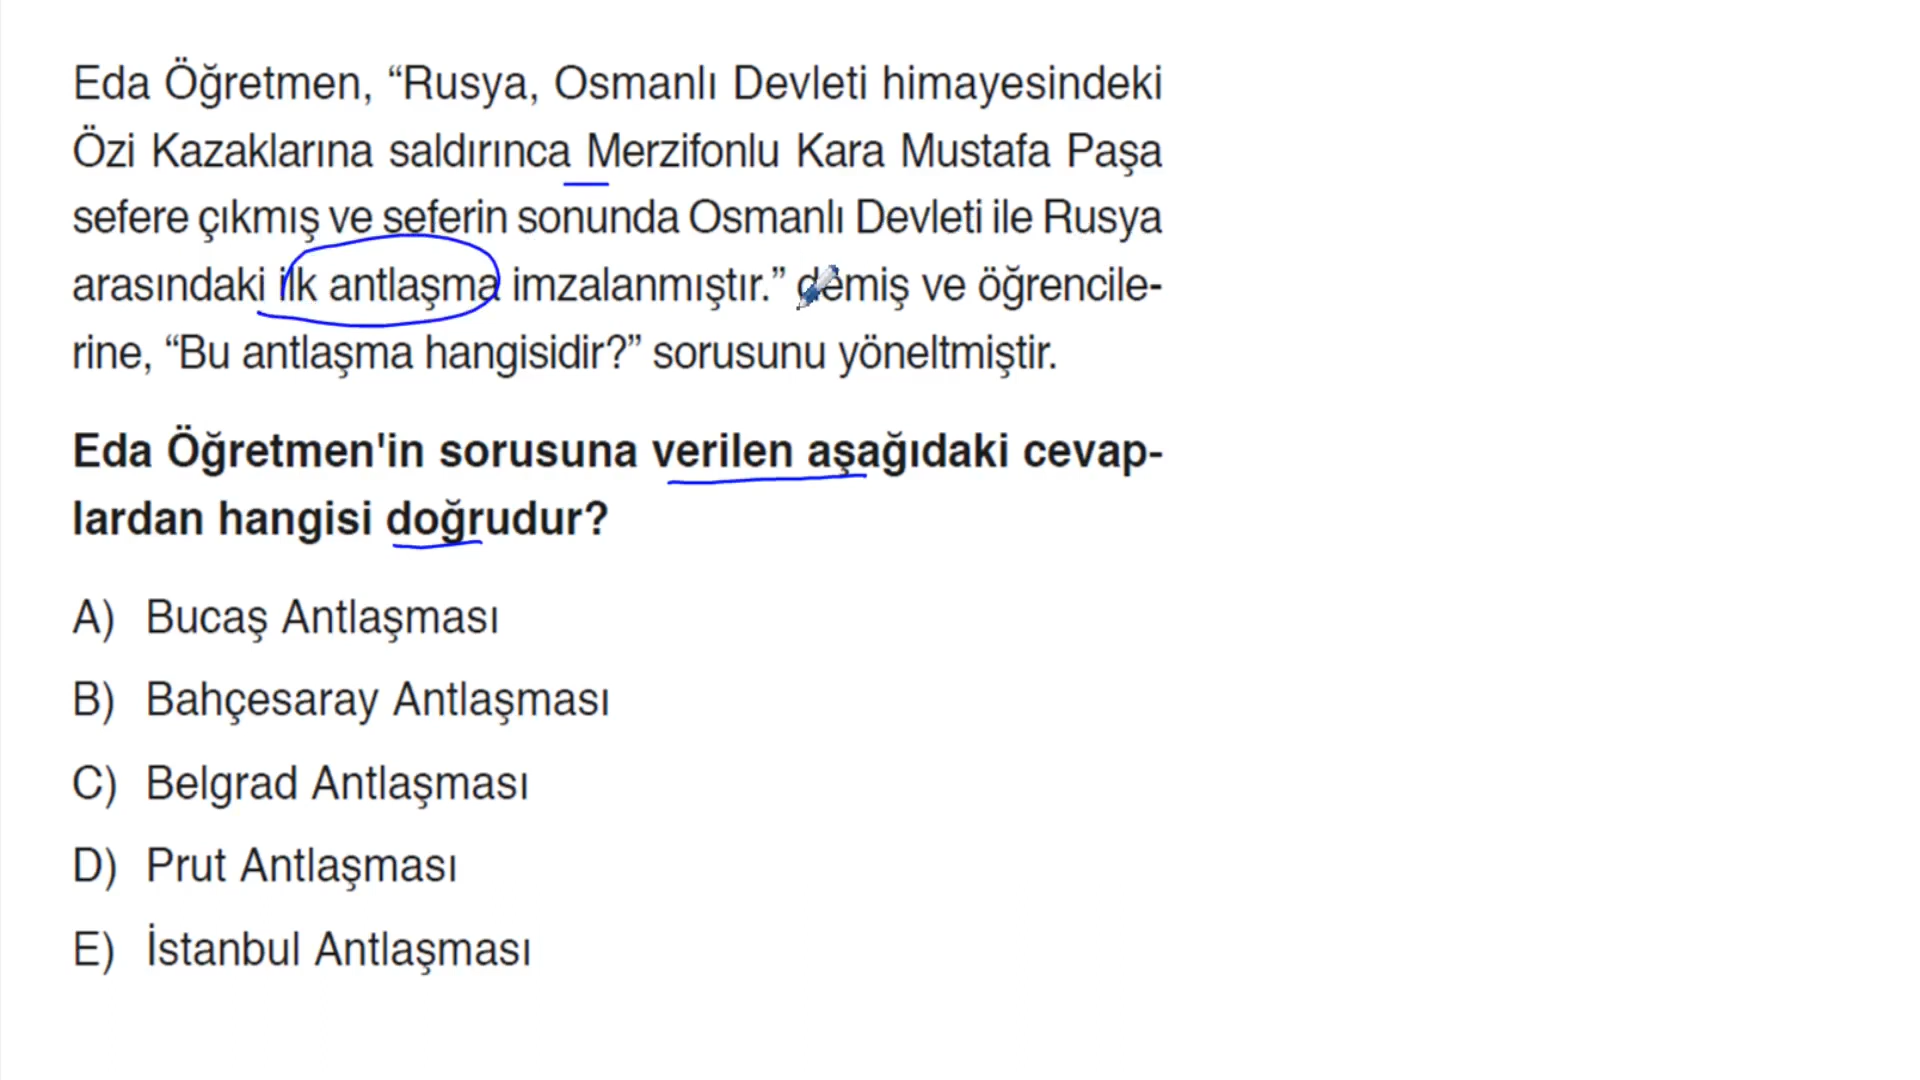 Eda Öğretmen, “Rusya, Osmanlı Devleti himayesindeki
Özi Kazaklarına saldırınca Merzifonlu Kara Mustafa Paşa
sefere çıkmış ve seferin sonunda Osmanlı Devleti ile Rusya
arasındaki ilk antlaşma imzalanmıştır.” demiş ve öğrencile-
rine, “Bu antlaşma hangisidir?” sorusunu yöneltmiştir.
Eda Öğretmen'in sorusuna verilen aşağıdaki cevap-
lardan hangisi doğrudur?
A) Bucaş Antlaşması
B) Bahçesaray Antlaşması
C) Belgrad Antlaşması
D) Prut Antlaşması
E) İstanbul Antlaşması